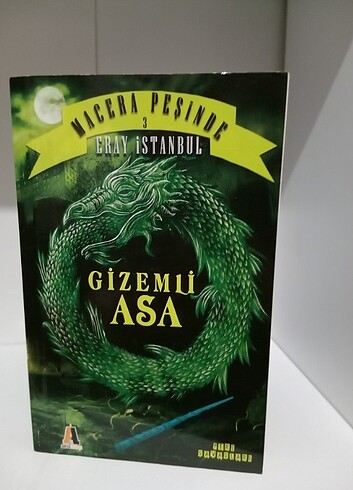 MACERA PEŞİNDE
3
ERAY İSTANBUL
GİZEMLİ
ASA